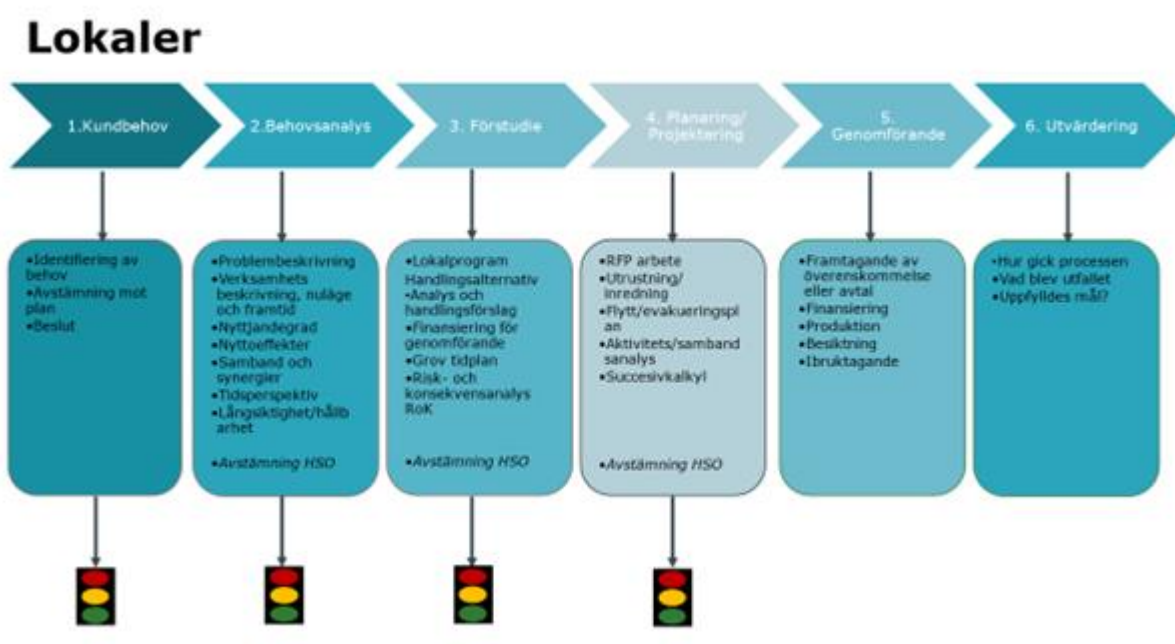 Lokaler
1.Kundbehov
2.Behovsanalys
3. Förstudie
4. Planering/
Projektering
5.
Genomförande
6. Utvärdering
•Identifiering av
behov
•Avstämning mot
plan
•Beslut
•Problembeskrivning
•Verksamhets
beskrivning, nuläge
och framtid
•Nyttjandegrad
•Nyttoeffekter
•Samband och
synergier
•Tidsperspektiv
•Långsiktighet/hållb
arhet
•Avstämning HSO
•Lokalprogram
Handlingsalternativ
•Analys och
handlingsförslag
•Finansiering för
genomförande
•Grov tidplan
•Risk- och
konsekvensanalys
RoK
•Avstämning HSO
•RFP arbete
•Utrustning/
inredning
•Flytt/evakueringspl
an
•Aktivitets/samband
sanalys
•Succesivkalkyl
•Avstämning HSO
•Framtagande av
överenskommelse
eller avtal
•Finansiering
•Produktion
•Besiktning
•Ibruktagande
•Hur gick processen
•Vad blev utfallet
•Uppfylldes mål?